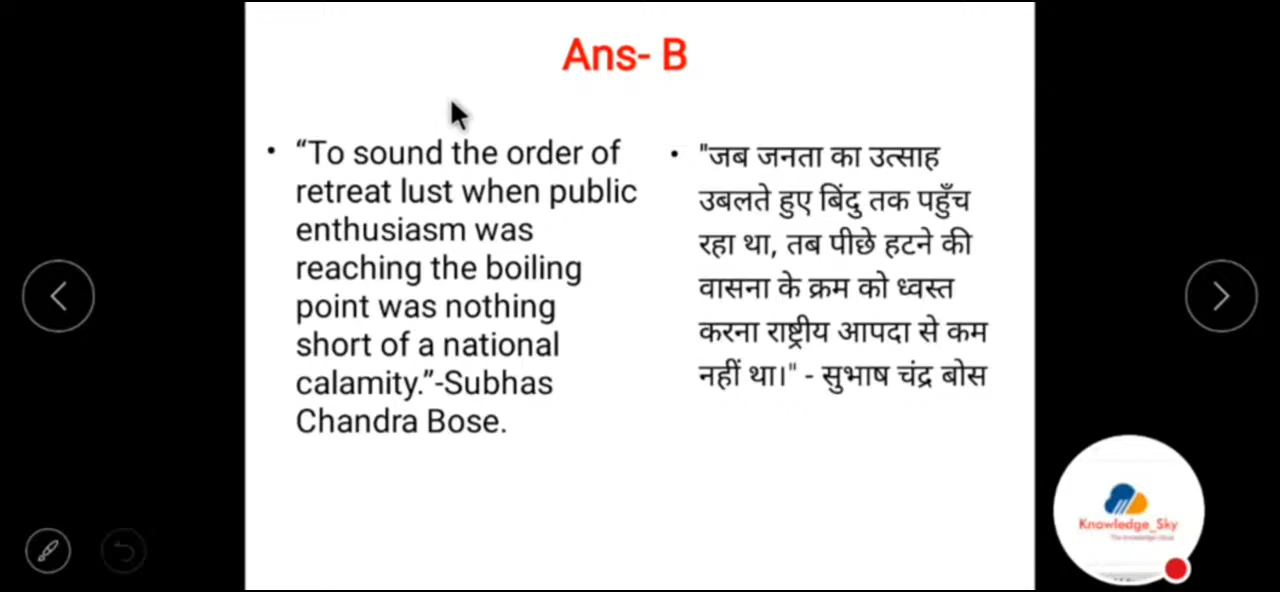 Ans- B
• “To sound the order of
retreat lust when public
enthusiasm was
reaching the boiling
point was nothing
short of a national
calamity.”-Subhas
Chandra Bose.
• "जब जनता का उत्साह
उबलते हुए बिंदु तक पहुँच
रहा था, तब पीछे हटने की
वासना के क्रम को ध्वस्त
करना राष्ट्रीय आपदा से कम
नहीं था।" - सुभाष चंद्र बोस
Knowledge_Sky